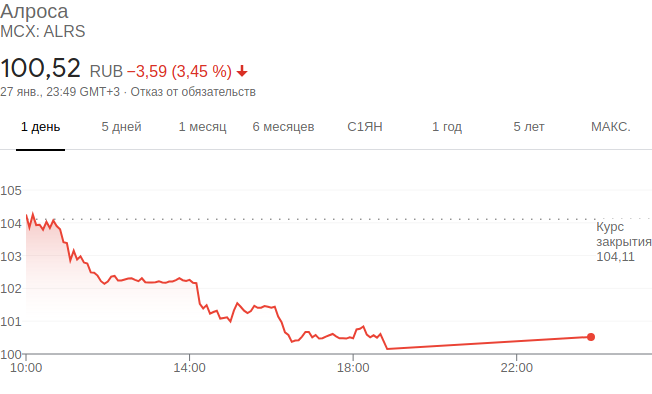 Алроса
MCX: ALRS
100,52 RUB −3,59 (3,45 %)
27 янв., 23:49 GMT+3 · Отказ от обязательств
1 день 5 дней 1 месяц 6 месяцев С1ЯН 1 год 5 лет МАКС.
105
104
103
102
101
100
Курс
закрытия
104,11
10:00 14:00 18:00 22:00